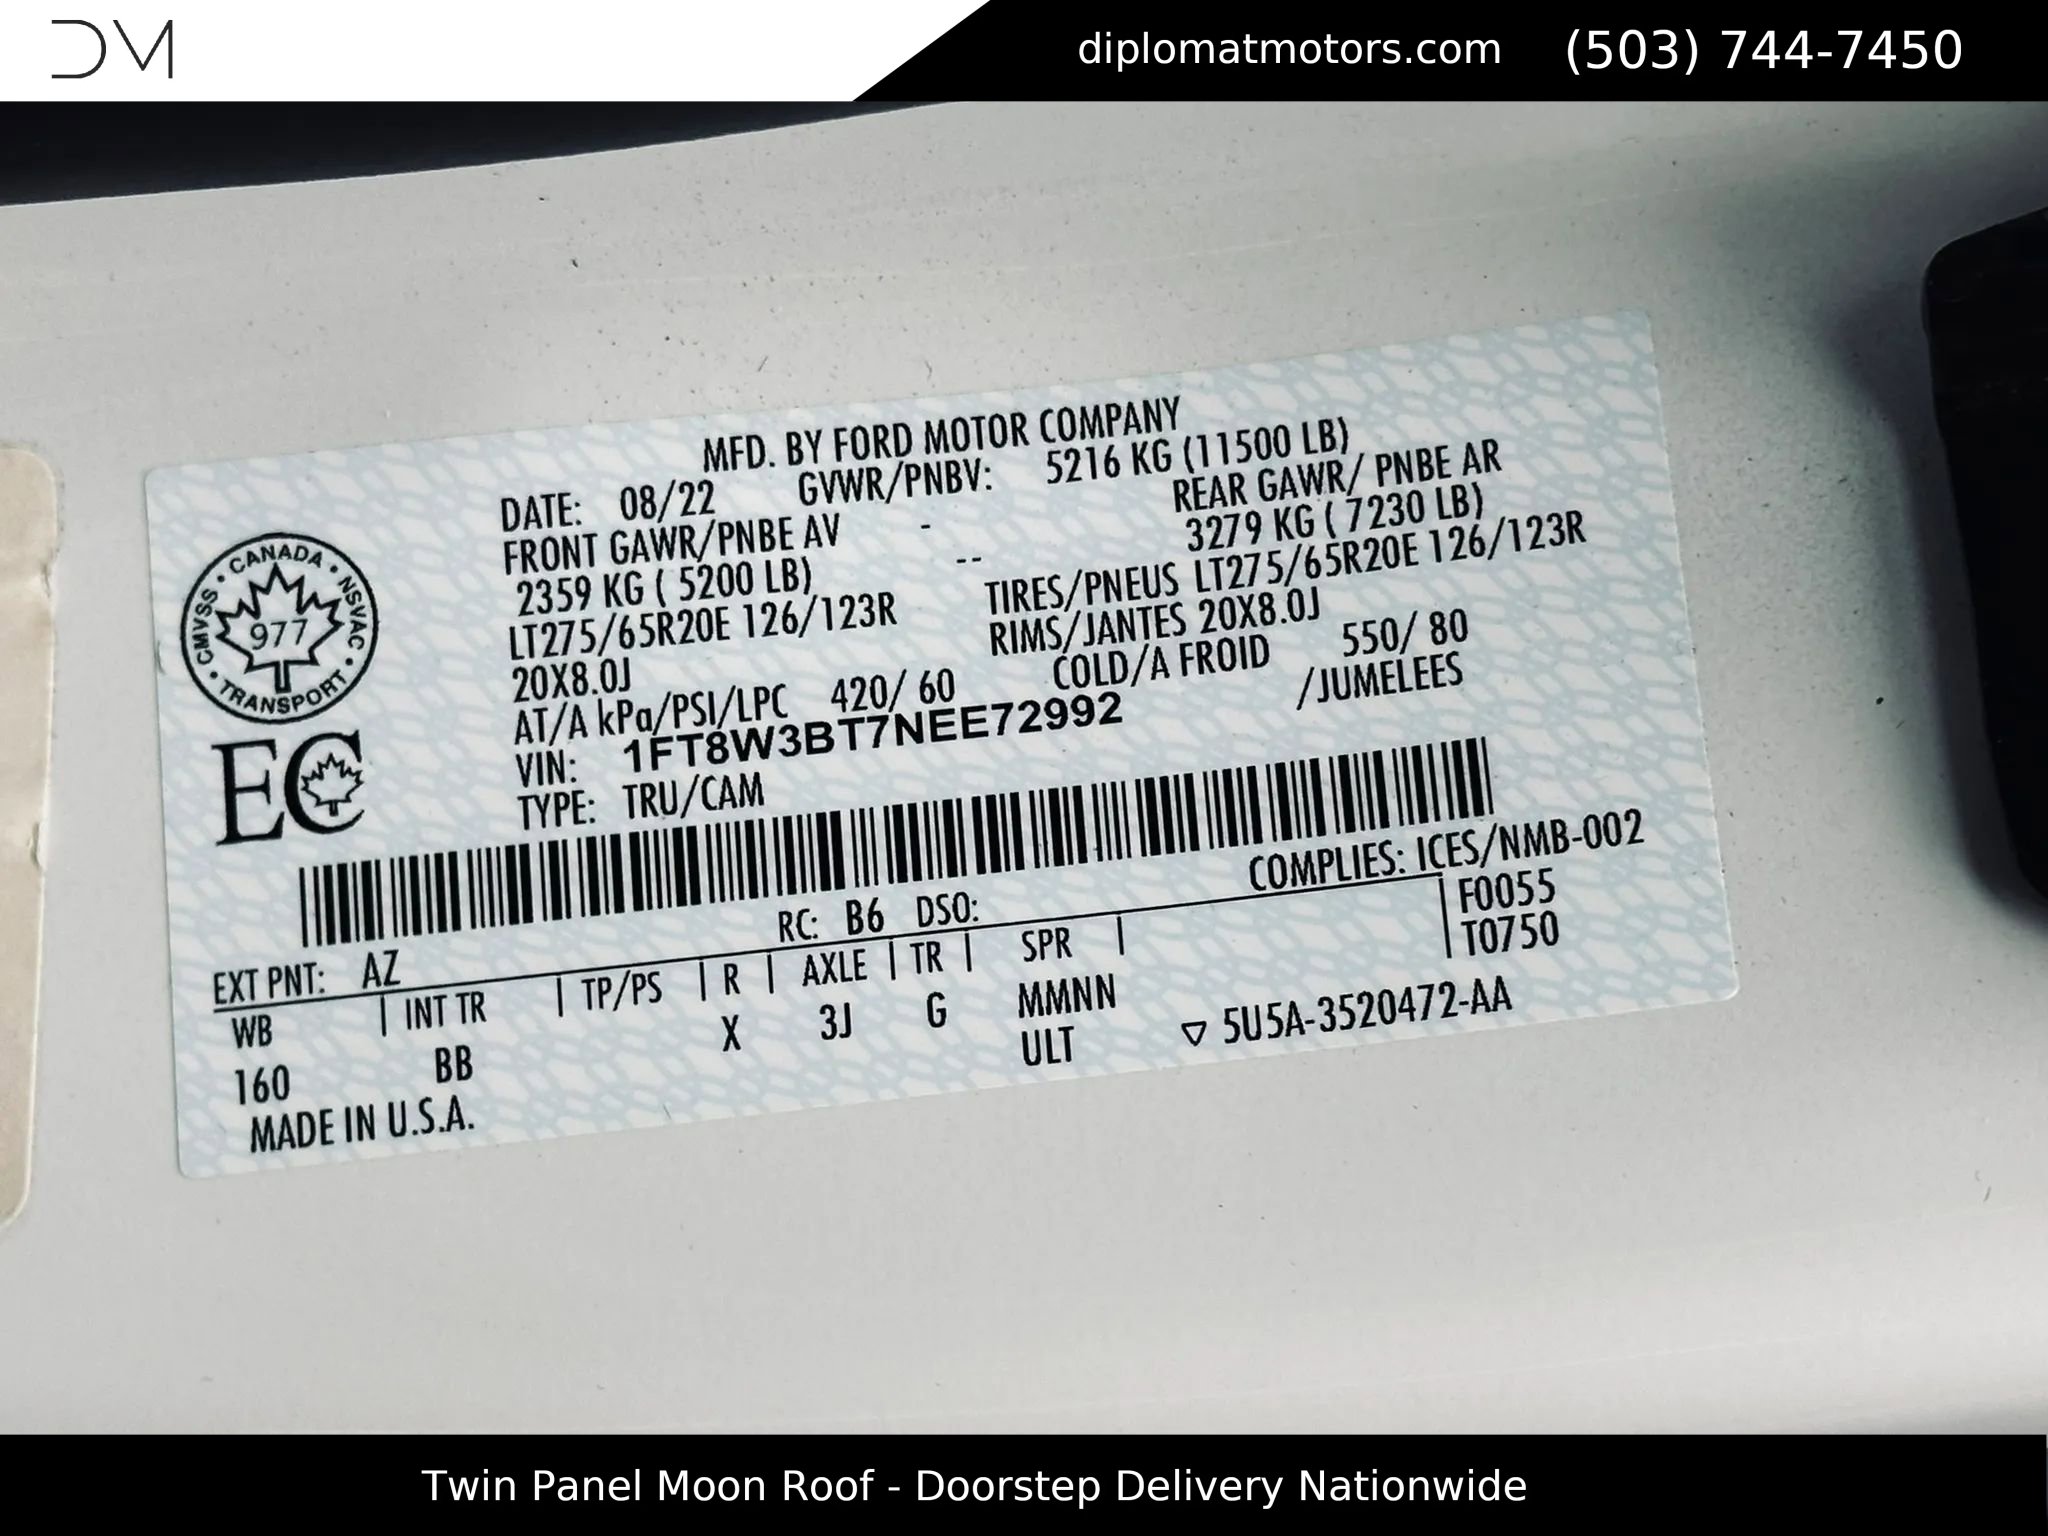 DM
diplomatmotors.com (503) 744-7450
MFD. BY FORD MOTOR COMPANY
DATE: 08/22 GVWR/PNBV: 5216 KG (11500 LB)
FRONT GAWR/PNBE AV - REAR GAWR/ PNBE AR
2359 KG ( 5200 LB) -- 3279 KG ( 7230 LB)
LT275/65R20E 126/123R TIRES/PNEUS LT275/65R20E 126/123R
20X8.0J RIMS/JANTES 20X8.0J
AT/A kPa/PSI/LPC 420/ 60 COLD/A FROID 550/ 80
VIN: 1FT8W3BT7NEE72992 /JUMELEES
TYPE: TRU/CAM
CANADA • NSVAC • TRANSPORT • CMVSS •
977
EC
COMPLIES: ICES/NMB-002
RC: B6 DSO: F0055
EXT PNT: AZ T0750
WB | INT TR | TP/PS | R | AXLE | TR | SPR |
160 BB X 3J G MMNN
ULT ▽ 5U5A-3520472-AA
MADE IN U.S.A.
Twin Panel Moon Roof - Doorstep Delivery Nationwide